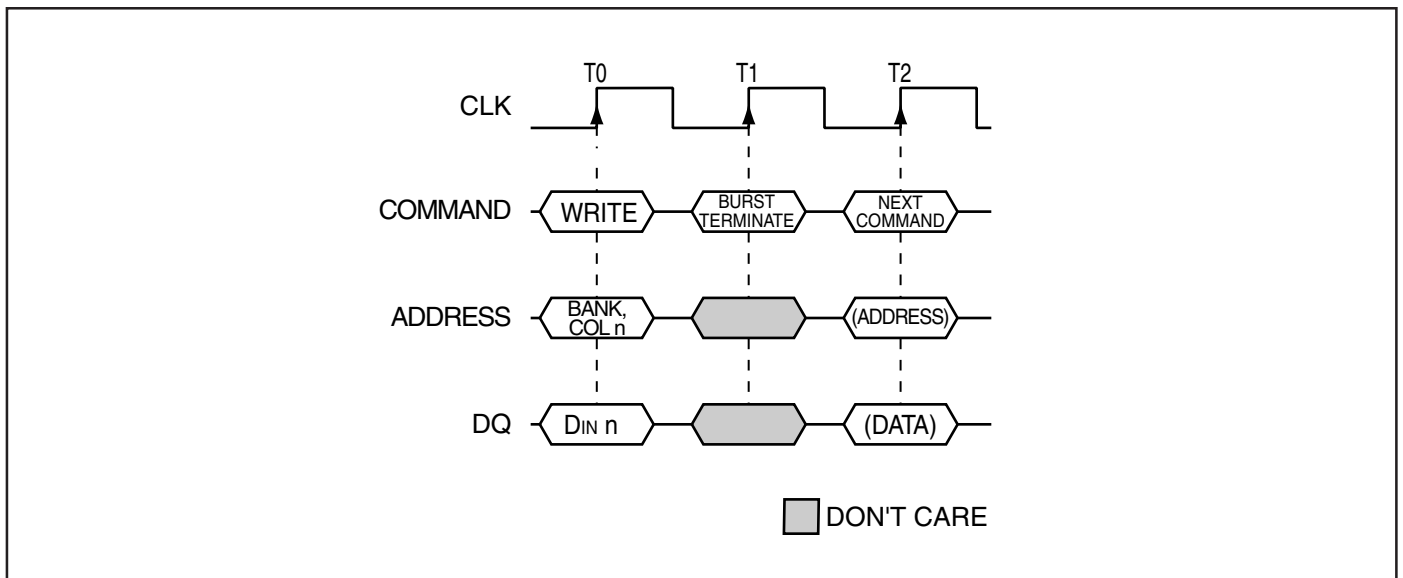 T0 T1 T2
CLK
COMMAND WRITE BURST TERMINATE NEXT COMMAND
ADDRESS BANK, COL n (ADDRESS)
DQ DIN n (DATA)
DON'T CARE